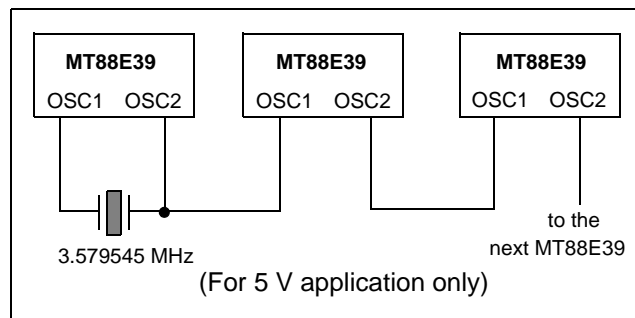 MT88E39 MT88E39 MT88E39
OSC1 OSC2 OSC1 OSC2 OSC1 OSC2
to the
next MT88E39
3.579545 MHz
(For 5 V application only)